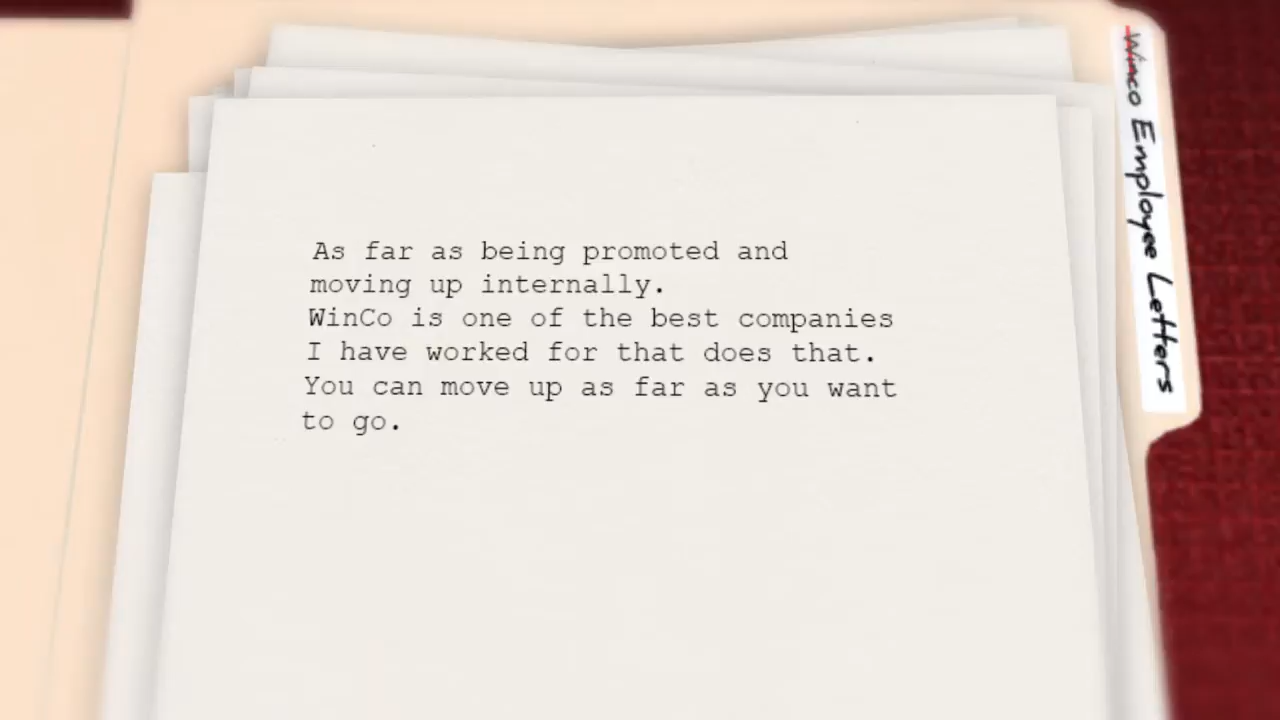 As far as being promoted and
moving up internally.
WinCo is one of the best companies
I have worked for that does that.
You can move up as far as you want
to go.
Winco Employee Letters